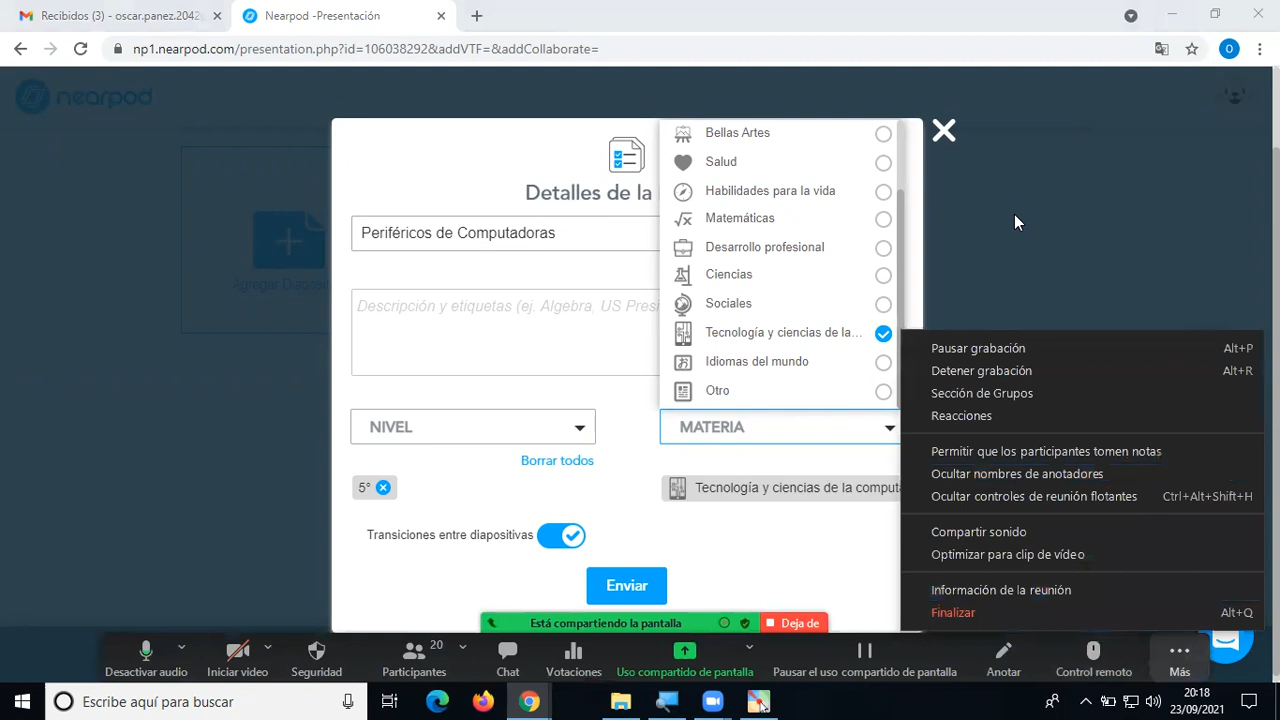 Recibidos (3) - oscar.panez.2042
Nearpod -Presentación
np1.nearpod.com/presentation.php?id=106038292&addVTF=&addCollaborate=
O
nearpod
Agregar
Detalles de la
Periféricos de Computadoras
Descripción y etiquetas (ej. Algebra, US Presi
Bellas Artes
Salud
Habilidades para la vida
Matemáticas
Desarrollo profesional
Ciencias
Sociales
Tecnología y ciencias de la...
Idiomas del mundo
Otro
NIVEL
MATERIA
Borrar todos
5°
Tecnología y ciencias de la computa
Transiciones entre diapositivas
Enviar
Pausar grabación Alt+P
Detener grabación Alt+R
Sección de Grupos
Reacciones
Permitir que los participantes tomen notas
Ocultar nombres de anotadores
Ocultar controles de reunión flotantes Ctrl+Alt+Shift+H
Compartir sonido
Optimizar para clip de vídeo
Información de la reunión
Finalizar Alt+Q
Está compartiendo la pantalla
Deja de
20
Desactivar audio
Iniciar video
Seguridad
Participantes
Chat
Votaciones
Uso compartido de pantalla
Pausar el uso compartido de pantalla
Anotar
Control remoto
Más
Escribe aquí para buscar
20:18
23/09/2021